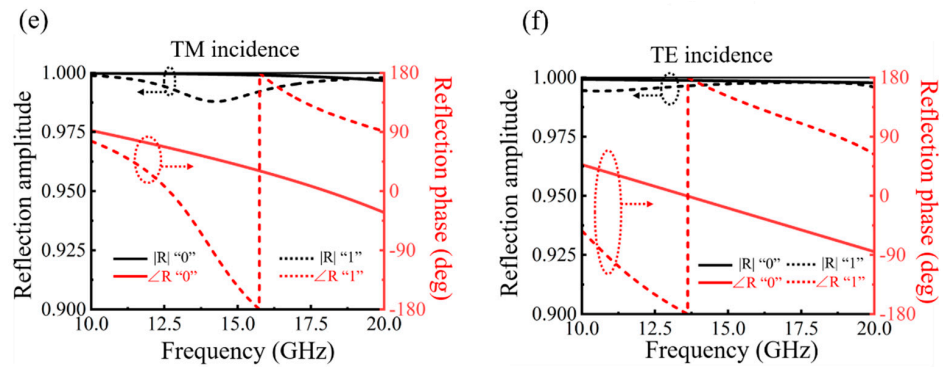 (e)
TM incidence
Reflection amplitude
1.000
0.975
0.950
0.925
0.900
180
90
0
-90
-180
Reflection phase (deg)
|R| “0”
|R| “1”
∠R “0”
∠R “1”
10.0
12.5
15.0
17.5
20.0
Frequency (GHz)
(f)
TE incidence
Reflection amplitude
1.000
0.975
0.950
0.925
0.900
180
90
0
-90
-180
Reflection phase (deg)
|R| “0”
|R| “1”
∠R “0”
∠R “1”
10.0
12.5
15.0
17.5
20.0
Frequency (GHz)